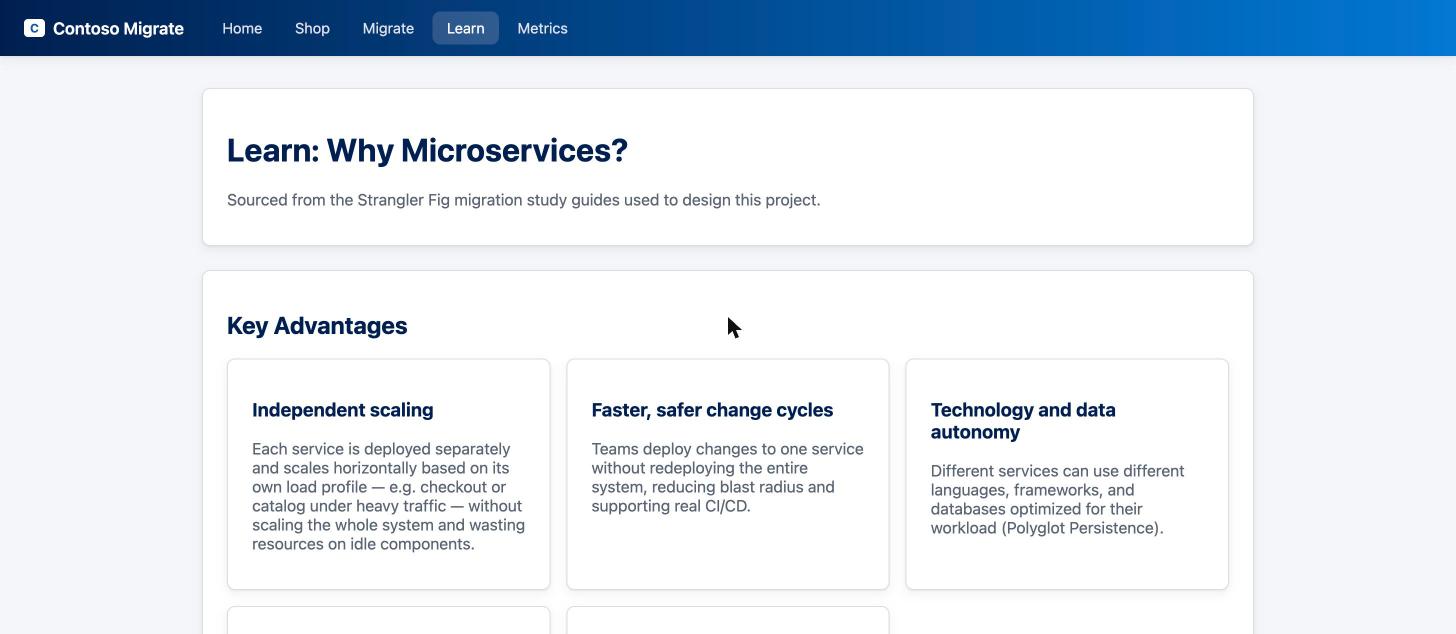 C Contoso Migrate Home Shop Migrate Learn Metrics
Learn: Why Microservices?
Sourced from the Strangler Fig migration study guides used to design this project.
Key Advantages
Independent scaling
Each service is deployed separately
and scales horizontally based on its
own load profile — e.g. checkout or
catalog under heavy traffic — without
scaling the whole system and wasting
resources on idle components.
Faster, safer change cycles
Teams deploy changes to one service
without redeploying the entire
system, reducing blast radius and
supporting real CI/CD.
Technology and data
autonomy
Different services can use different
languages, frameworks, and
databases optimized for their
workload (Polyglot Persistence).